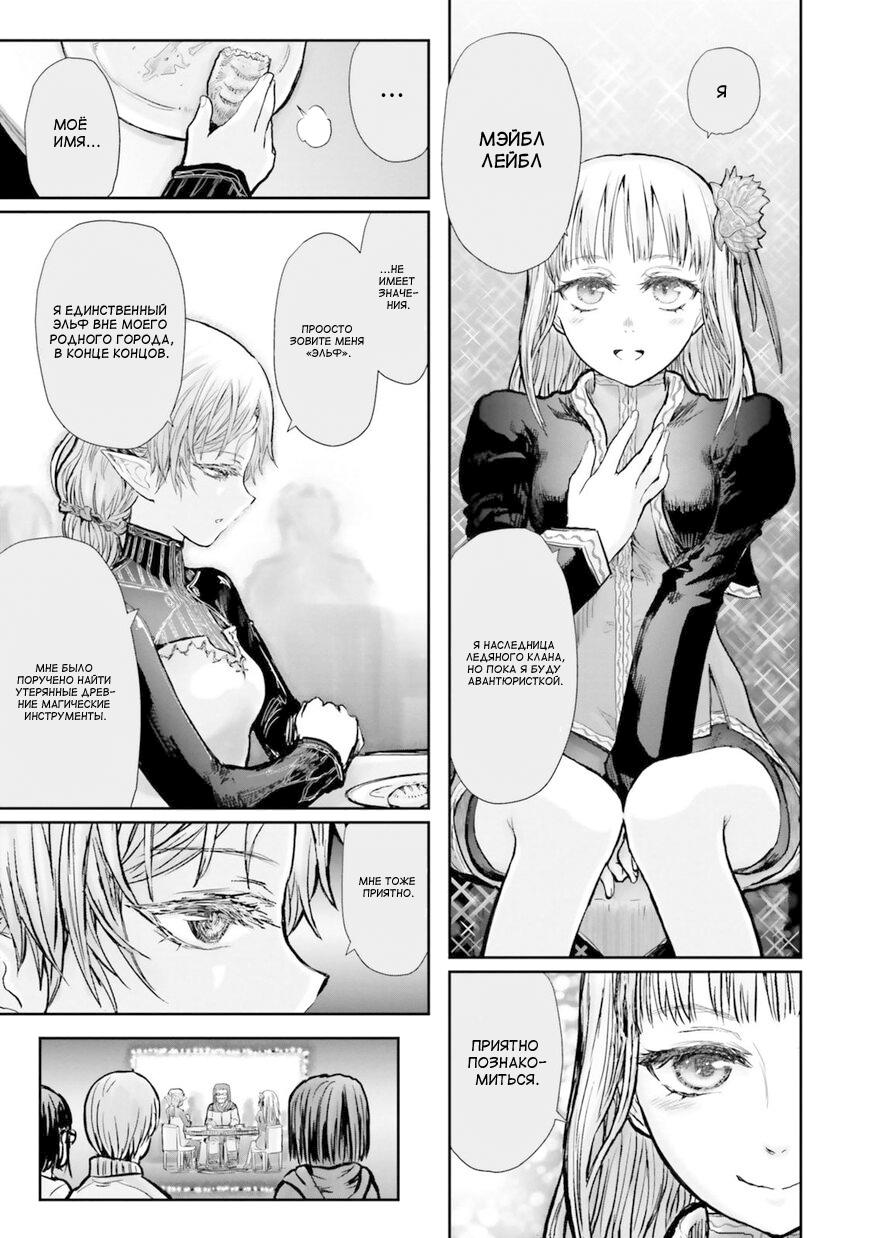 Я
МЭЙБЛ
ЛЕЙБЛ
Я НАСЛЕДНИЦА
ЛЕДЯНОГО КЛАНА,
НО ПОКА Я БУДУ
АВАНТЮРИСТКОЙ.
ПРИЯТНО
ПОЗНАКО-
МИТЬСЯ.
...
МОЁ
ИМЯ...
...НЕ
ИМЕЕТ
ЗНАЧЕ-
НИЯ.
ПРООСТО
ЗОВИТЕ МЕНЯ
«ЭЛЬФ».
Я ЕДИНСТВЕННЫЙ
ЭЛЬФ ВНЕ МОЕГО
РОДНОГО ГОРОДА,
В КОНЦЕ КОНЦОВ.
МНЕ БЫЛО
ПОРУЧЕНО НАЙТИ
УТЕРЯННЫЕ ДРЕВ-
НИЕ МАГИЧЕСКИЕ
ИНСТРУМЕНТЫ.
МНЕ ТОЖЕ
ПРИЯТНО.